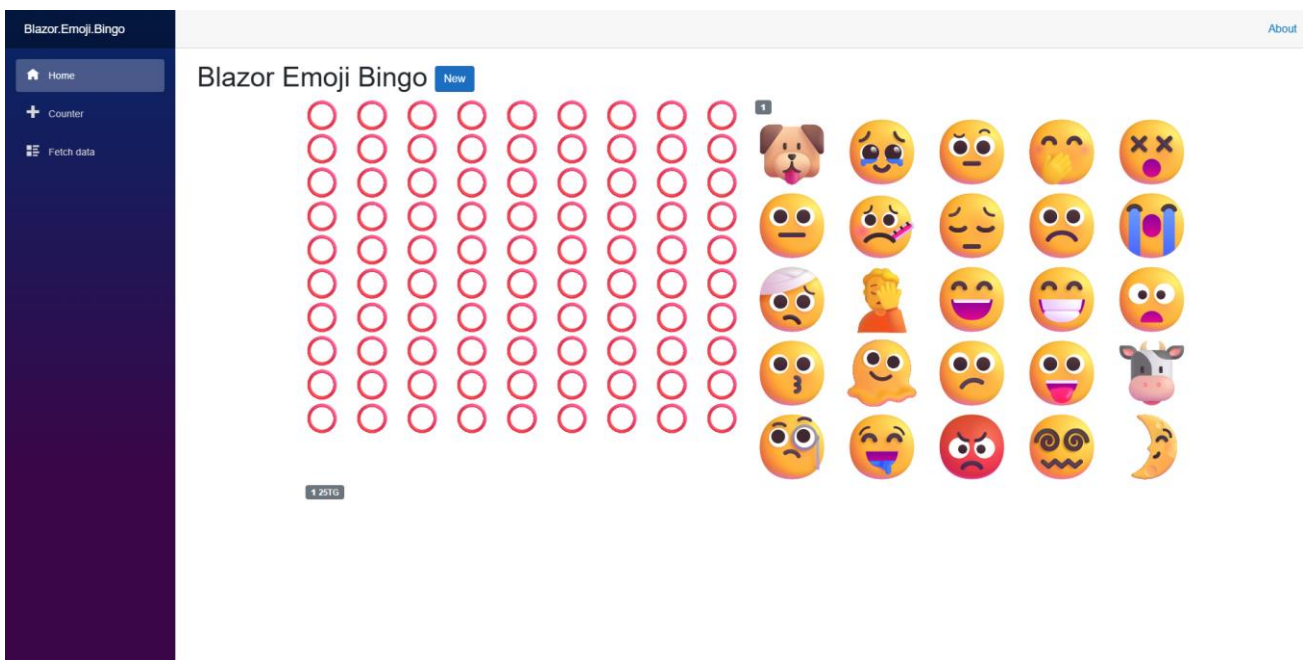 Blazor.Emoji.Bingo
About
Home
Counter
Fetch data
Blazor Emoji Bingo New
1
1 25TG